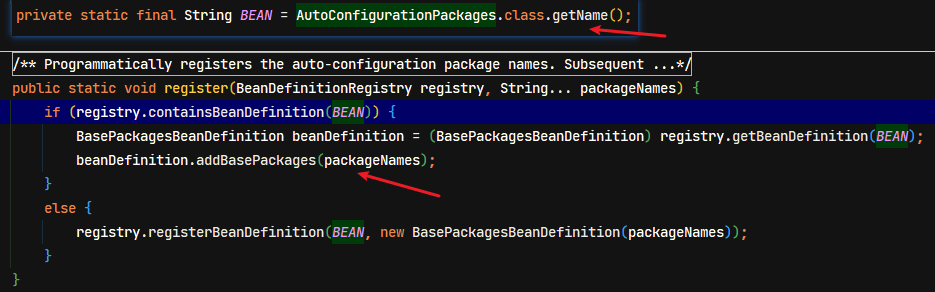 private static final String BEAN = AutoConfigurationPackages.class.getName();
/** Programmatically registers the auto-configuration package names. Subsequent ...*/
public static void register(BeanDefinitionRegistry registry, String... packageNames) {
if (registry.containsBeanDefinition(BEAN)) {
BasePackagesBeanDefinition beanDefinition = (BasePackagesBeanDefinition) registry.getBeanDefinition(BEAN);
beanDefinition.addBasePackages(packageNames);
}
else {
registry.registerBeanDefinition(BEAN, new BasePackagesBeanDefinition(packageNames));
}
}